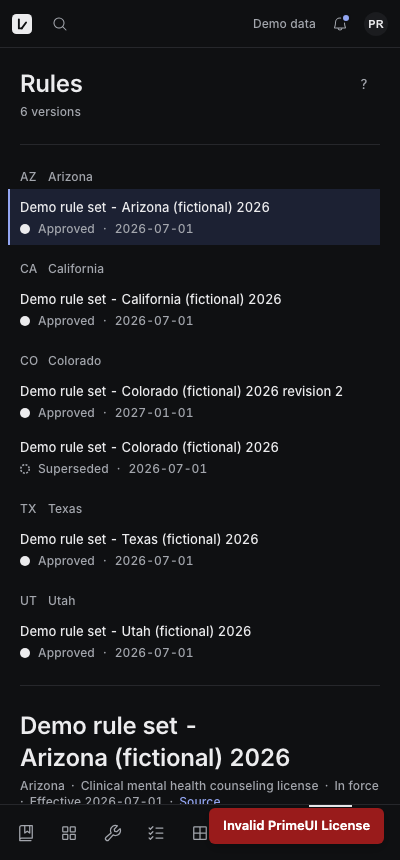 Demo data
PR
Rules
?
6 versions
AZ Arizona
Demo rule set - Arizona (fictional) 2026
Approved · 2026-07-01
CA California
Demo rule set - California (fictional) 2026
Approved · 2026-07-01
CO Colorado
Demo rule set - Colorado (fictional) 2026 revision 2
Approved · 2027-01-01
Demo rule set - Colorado (fictional) 2026
Superseded · 2026-07-01
TX Texas
Demo rule set - Texas (fictional) 2026
Approved · 2026-07-01
UT Utah
Demo rule set - Utah (fictional) 2026
Approved · 2026-07-01
Demo rule set -
Arizona (fictional) 2026
Arizona · Clinical mental health counseling license · In force
· Effective 2026-07-01 · Source
Invalid PrimeUI License